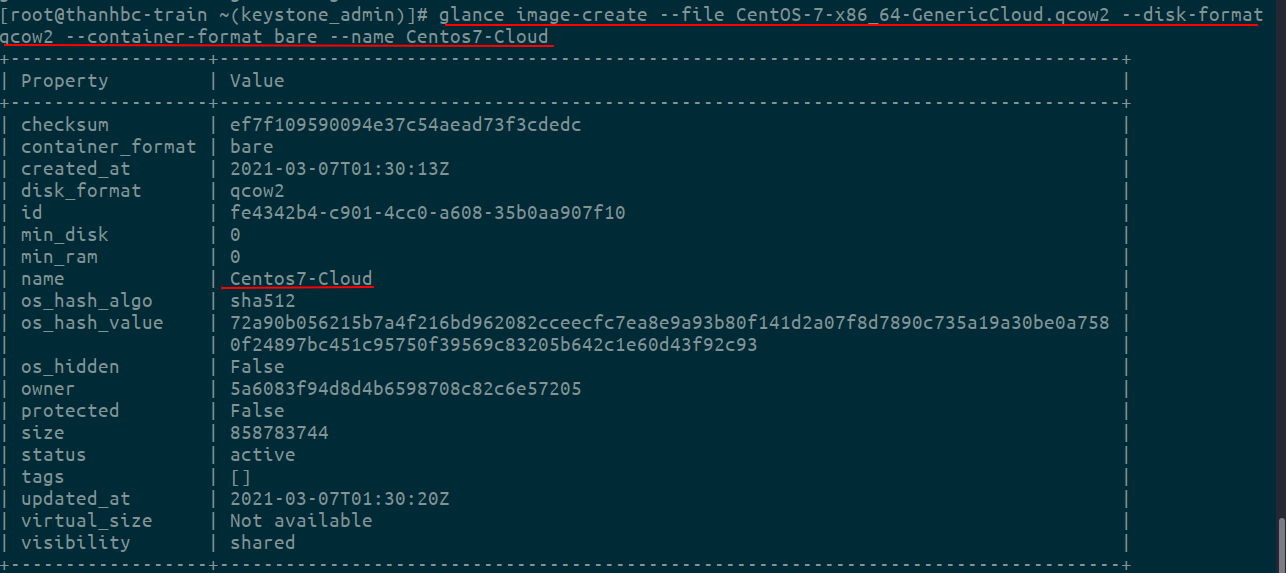 [root@thanhbc-train ~(keystone_admin)]# glance image-create --file CentOS-7-x86_64-GenericCloud.qcow2 --disk-format
qcow2 --container-format bare --name Centos7-Cloud
+------------------+----------------------------------------------------------------------------------+
| Property | Value |
+------------------+----------------------------------------------------------------------------------+
| checksum | ef7f109590094e37c54aead73f3cdedc |
| container_format | bare |
| created_at | 2021-03-07T01:30:13Z |
| disk_format | qcow2 |
| id | fe4342b4-c901-4cc0-a608-35b0aa907f10 |
| min_disk | 0 |
| min_ram | 0 |
| name | Centos7-Cloud |
| os_hash_algo | sha512 |
| os_hash_value | 72a90b056215b7a4f216bd962082cceecfc7ea8e9a93b80f141d2a07f8d7890c735a19a30be0a758 |
| | 0f24897bc451c95750f39569c83205b642c1e60d43f92c93 |
| os_hidden | False |
| owner | 5a6083f94d8d4b6598708c82c6e57205 |
| protected | False |
| size | 858783744 |
| status | active |
| tags | [] |
| updated_at | 2021-03-07T01:30:20Z |
| virtual_size | Not available |
| visibility | shared |
+------------------+----------------------------------------------------------------------------------+